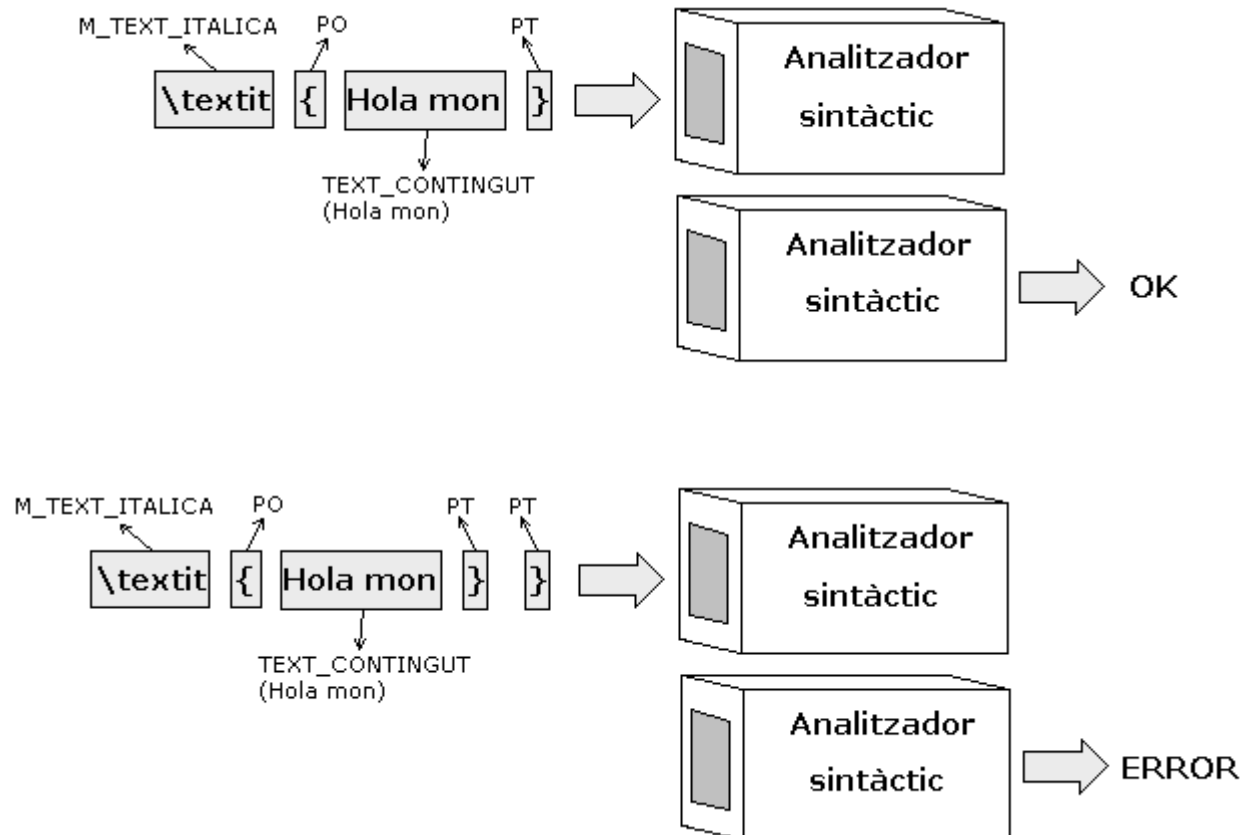 M_TEXT_ITALICA PO PT
\textit { Hola mon }
TEXT_CONTINGUT
(Hola mon)
Analitzador
sintàctic
Analitzador
sintàctic
OK
M_TEXT_ITALICA PO PT PT
\textit { Hola mon } }
TEXT_CONTINGUT
(Hola mon)
Analitzador
sintàctic
Analitzador
sintàctic
ERROR